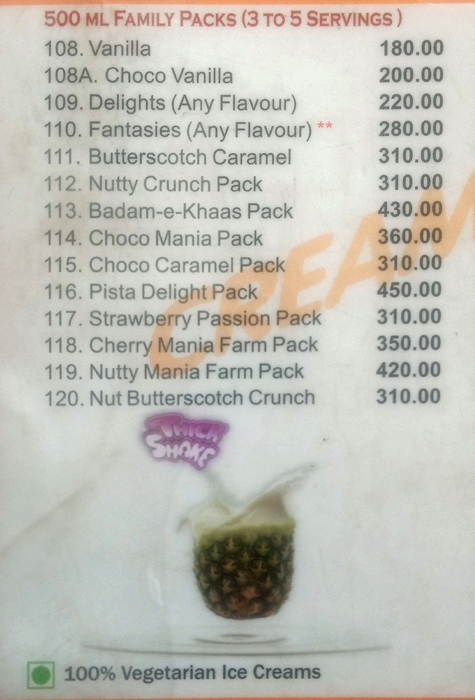 500 ML FAMILY PACKS (3 TO 5 SERVINGS )
108. Vanilla 180.00
108A. Choco Vanilla 200.00
109. Delights (Any Flavour) 220.00
110. Fantasies (Any Flavour) ** 280.00
111. Butterscotch Caramel 310.00
112. Nutty Crunch Pack 310.00
113. Badam-e-Khaas Pack 430.00
114. Choco Mania Pack 360.00
115. Choco Caramel Pack 310.00
116. Pista Delight Pack 450.00
117. Strawberry Passion Pack 310.00
118. Cherry Mania Farm Pack 350.00
119. Nutty Mania Farm Pack 420.00
120. Nut Butterscotch Crunch 310.00
CREAM
THICK
SHAKE
100% Vegetarian Ice Creams